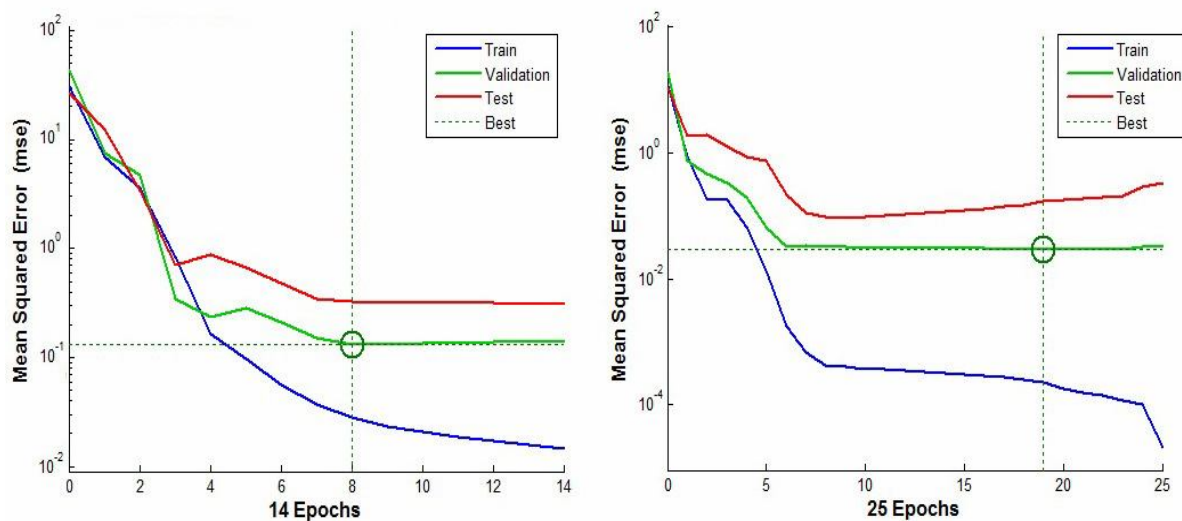 10^2
10^1
10^0
10^-1
10^-2
Mean Squared Error (mse)
Train
Validation
Test
Best
0 2 4 6 8 10 12 14
14 Epochs
10^2
10^0
10^-2
10^-4
Mean Squared Error (mse)
Train
Validation
Test
Best
0 5 10 15 20 25
25 Epochs